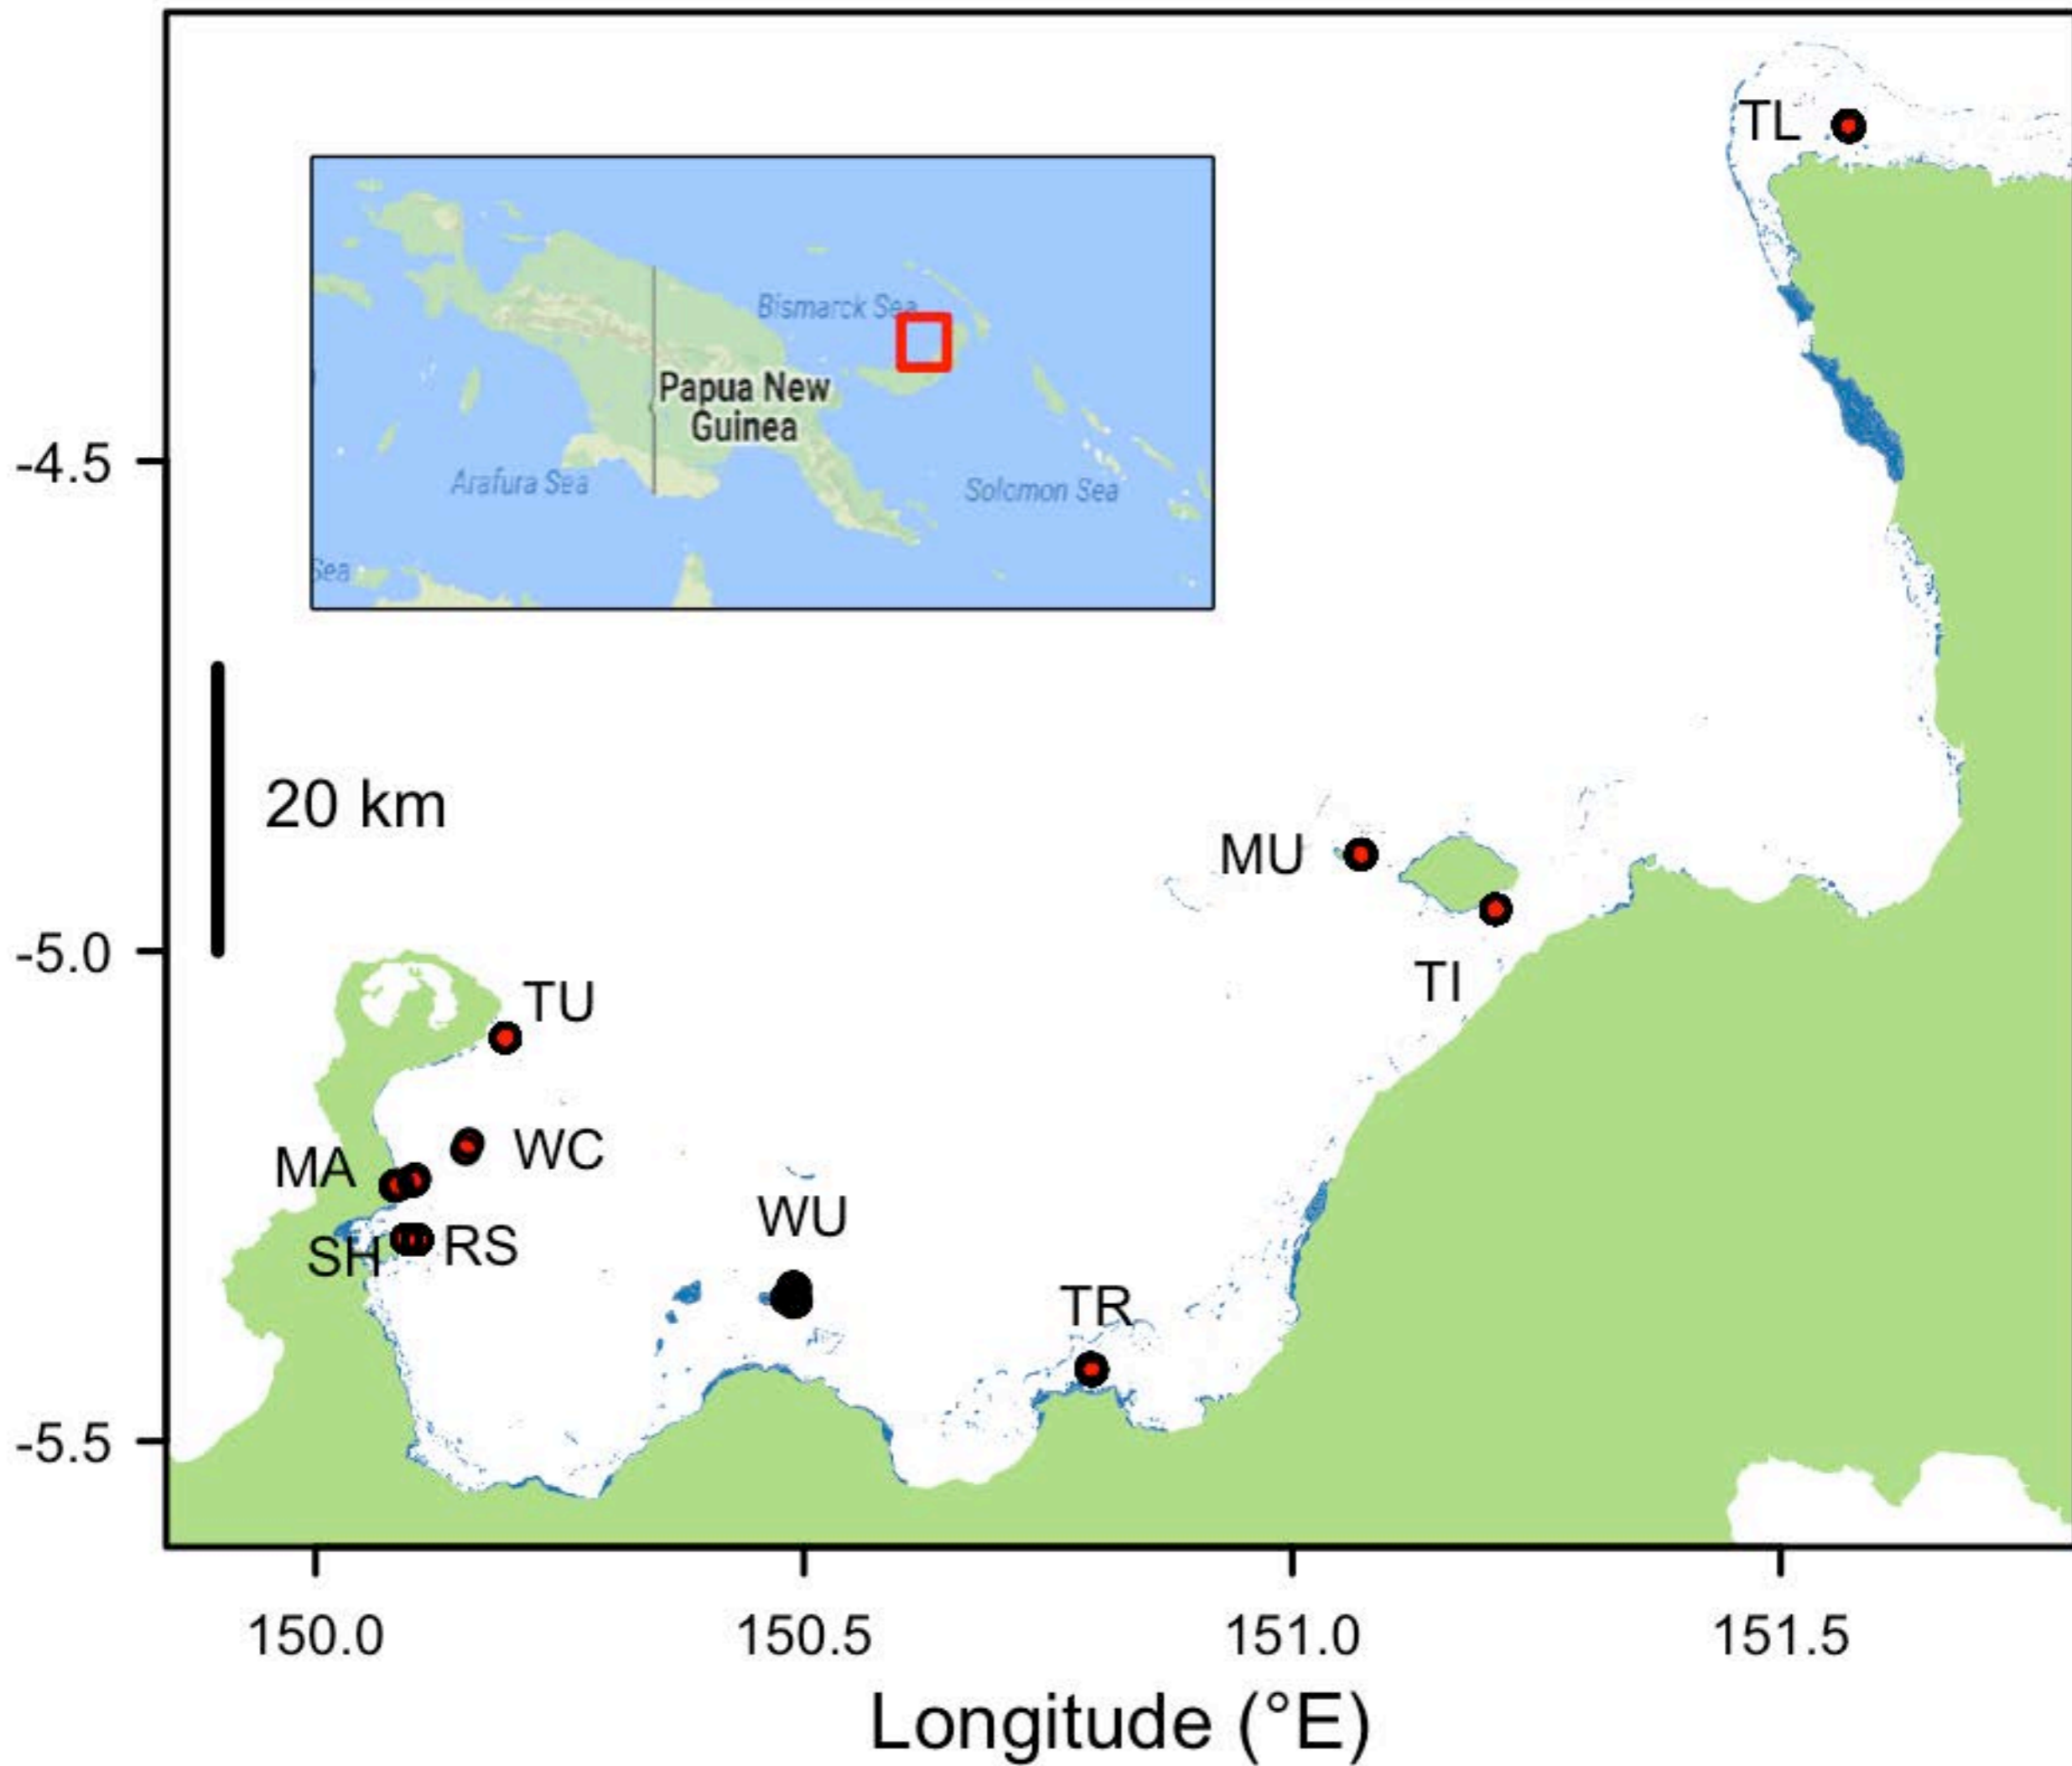 TL
Bismarck Sea
Papua New
Guinea
Arafura Sea
Solomon Sea
Sea
-4.5
20 km
MU
-5.0
TI
TU
WC
MA
WU
SH
RS
TR
-5.5
150.0
150.5
151.0
151.5
Longitude (°E)